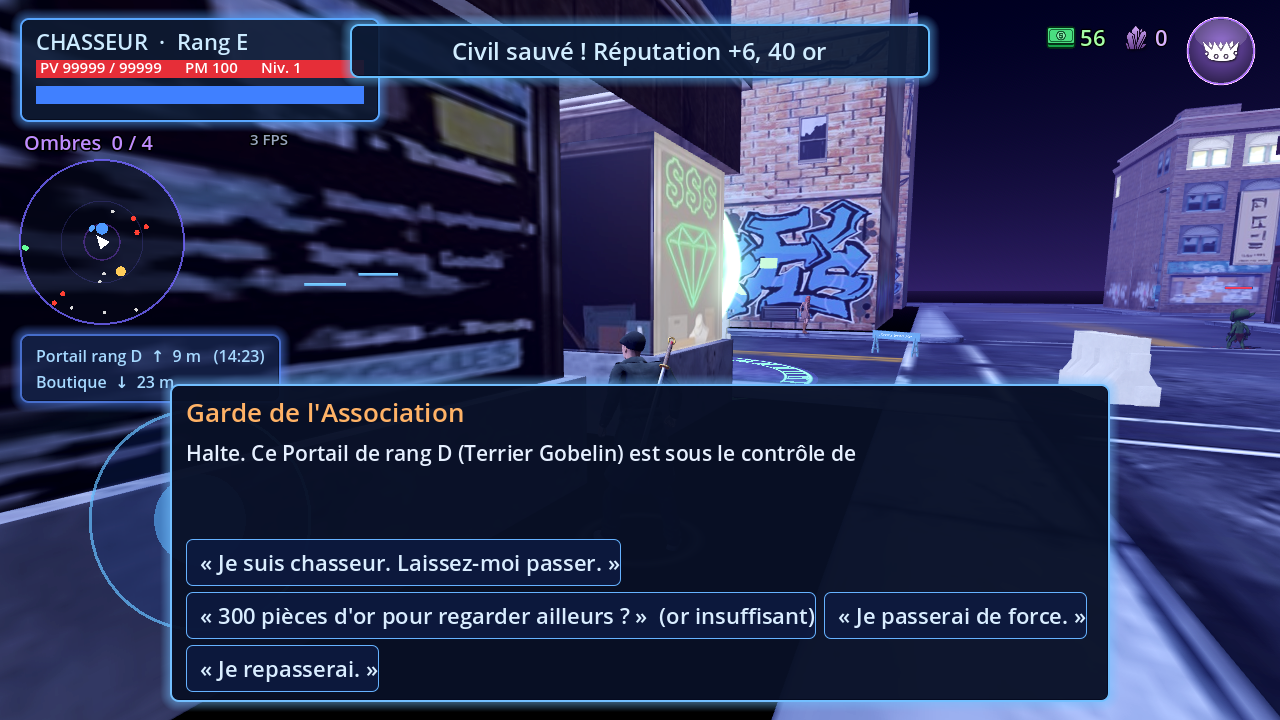 CHASSEUR · Rang E
PV 99999 / 99999 PM 100 Niv. 1
Civil sauvé ! Réputation +6, 40 or
56
0
Ombres 0 / 4
3 FPS
$$$
Portail rang D ↑ 9 m (14:23)
Boutique ↓ 23 m
Garde de l'Association
Halte. Ce Portail de rang D (Terrier Gobelin) est sous le contrôle de
« Je suis chasseur. Laissez-moi passer. »
« 300 pièces d'or pour regarder ailleurs ? » (or insuffisant)
« Je passerai de force. »
« Je repasserai. »